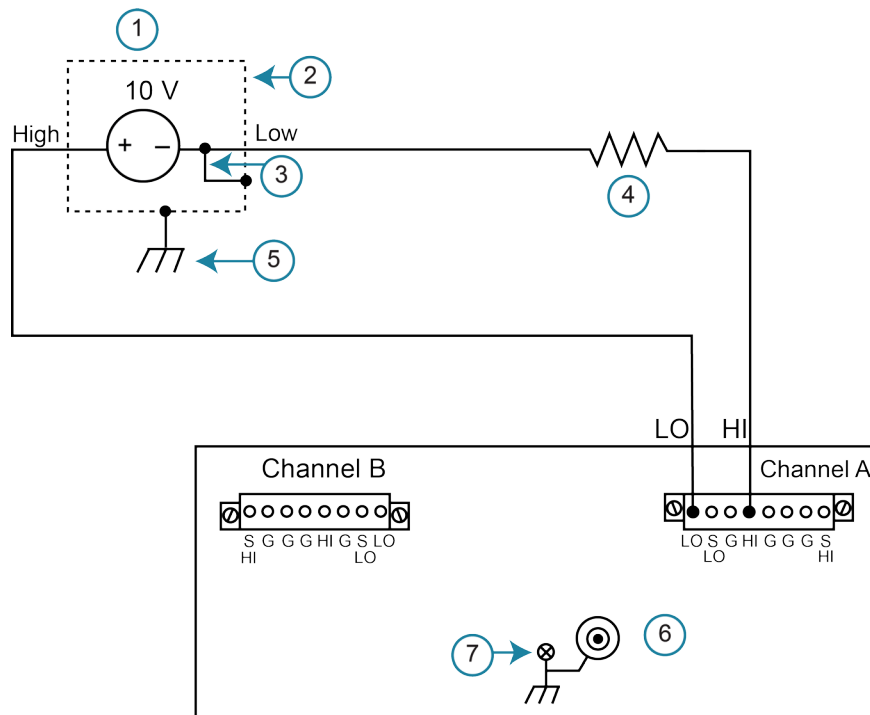 1
2
10 V
High
+
–
Low
3
4
5
LO HI
Channel B
Channel A
S G G G HI G S LO
HI LO
LO S G HI G G G S
LO HI
6
7